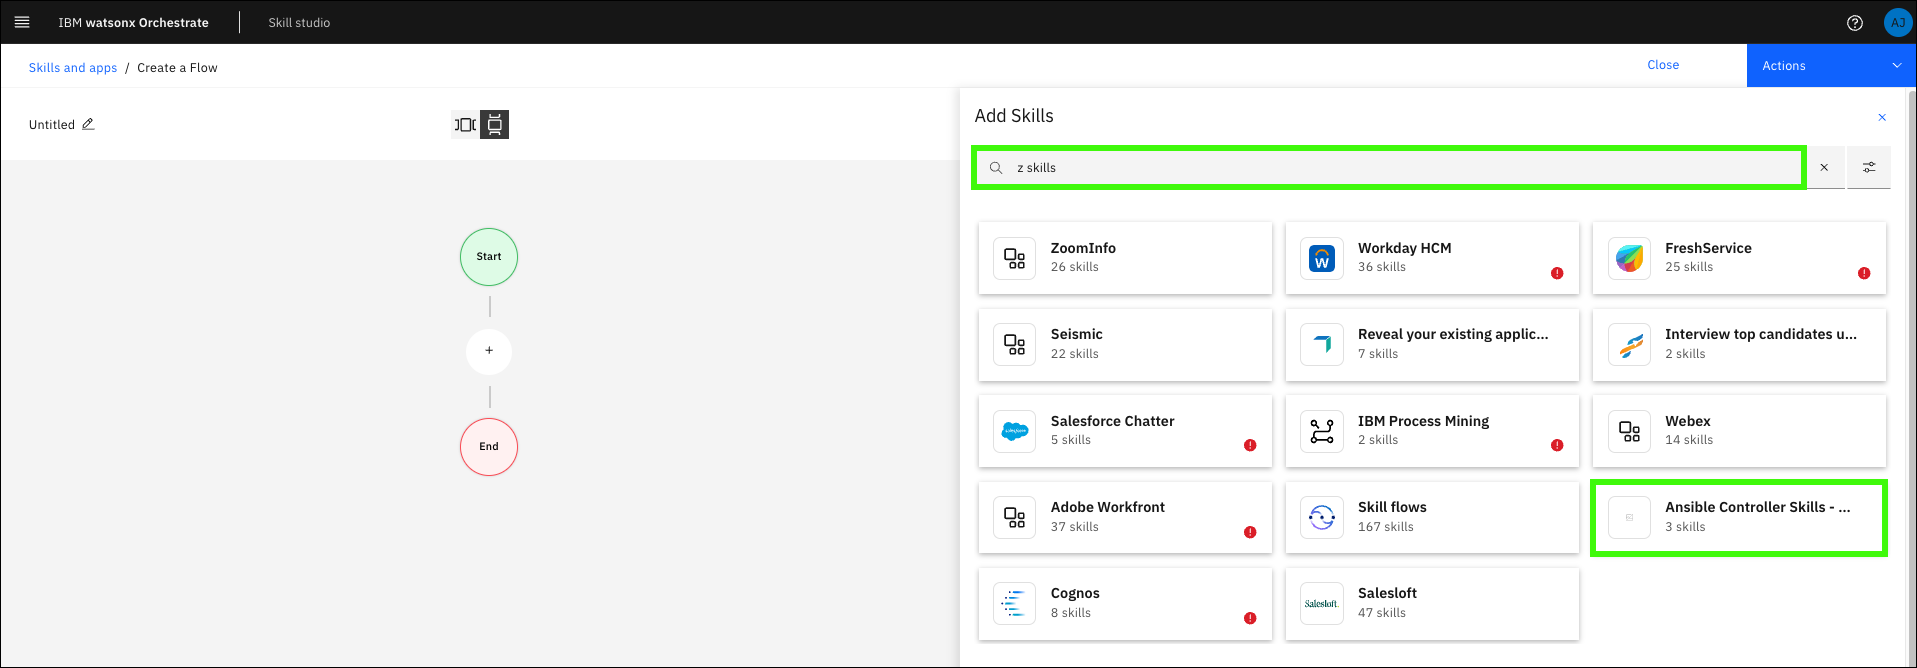 IBM watsonx Orchestrate
Skill studio
AJ
Skills and apps / Create a Flow
Close
Actions
Untitled
Add Skills
z skills
Start
+
End
ZoomInfo
26 skills
Workday HCM
36 skills
FreshService
25 skills
Seismic
22 skills
Reveal your existing applic...
7 skills
Interview top candidates u...
2 skills
Salesforce Chatter
5 skills
IBM Process Mining
2 skills
Webex
14 skills
Adobe Workfront
37 skills
Skill flows
167 skills
Ansible Controller Skills - ...
3 skills
Cognos
8 skills
Salesloft.
Salesloft
47 skills